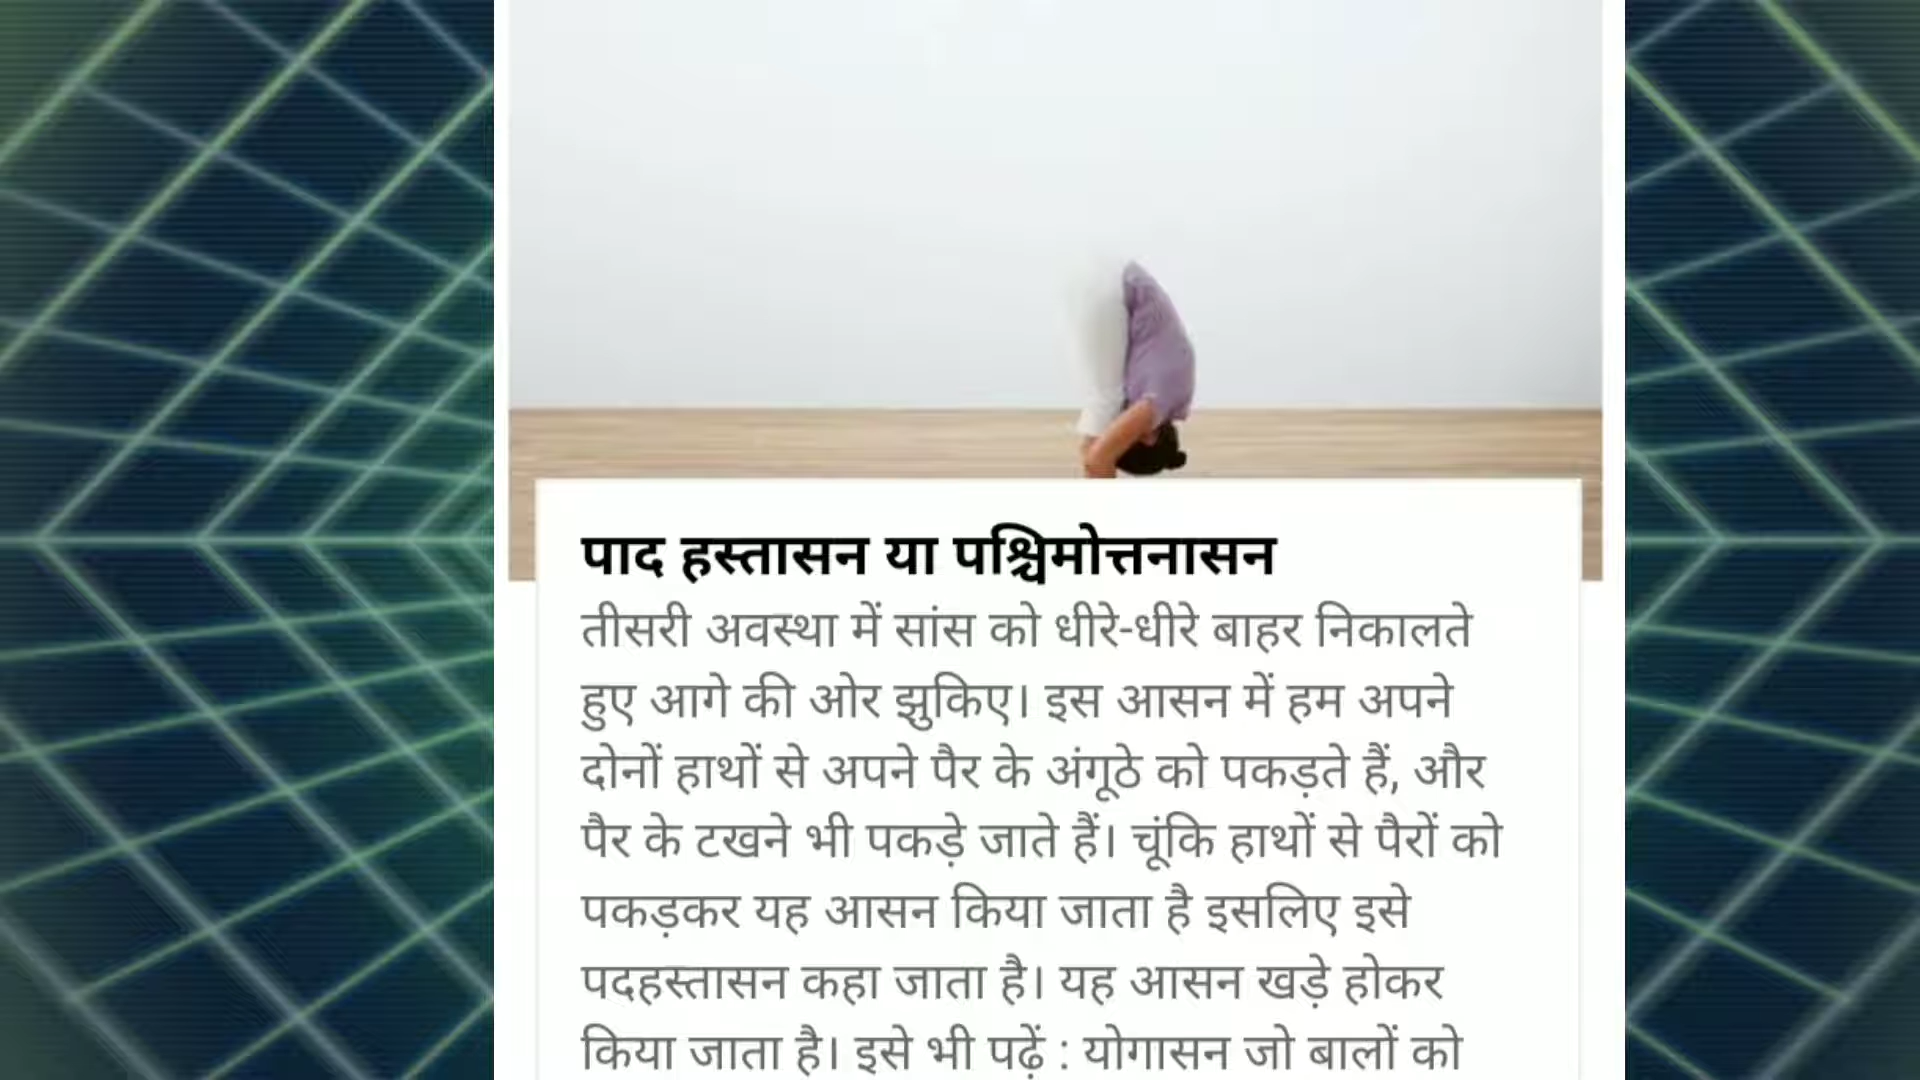 पाद हस्तासन या पश्चिमोत्तनासन
तीसरी अवस्था में सांस को धीरे-धीरे बाहर निकालते
हुए आगे की ओर झुकिए। इस आसन में हम अपने
दोनों हाथों से अपने पैर के अंगूठे को पकड़ते हैं, और
पैर के टखने भी पकड़े जाते हैं। चूंकि हाथों से पैरों को
पकड़कर यह आसन किया जाता है इसलिए इसे
पदहस्तासन कहा जाता है। यह आसन खड़े होकर
किया जाता है। इसे भी पढ़ें : योगासन जो बालों को